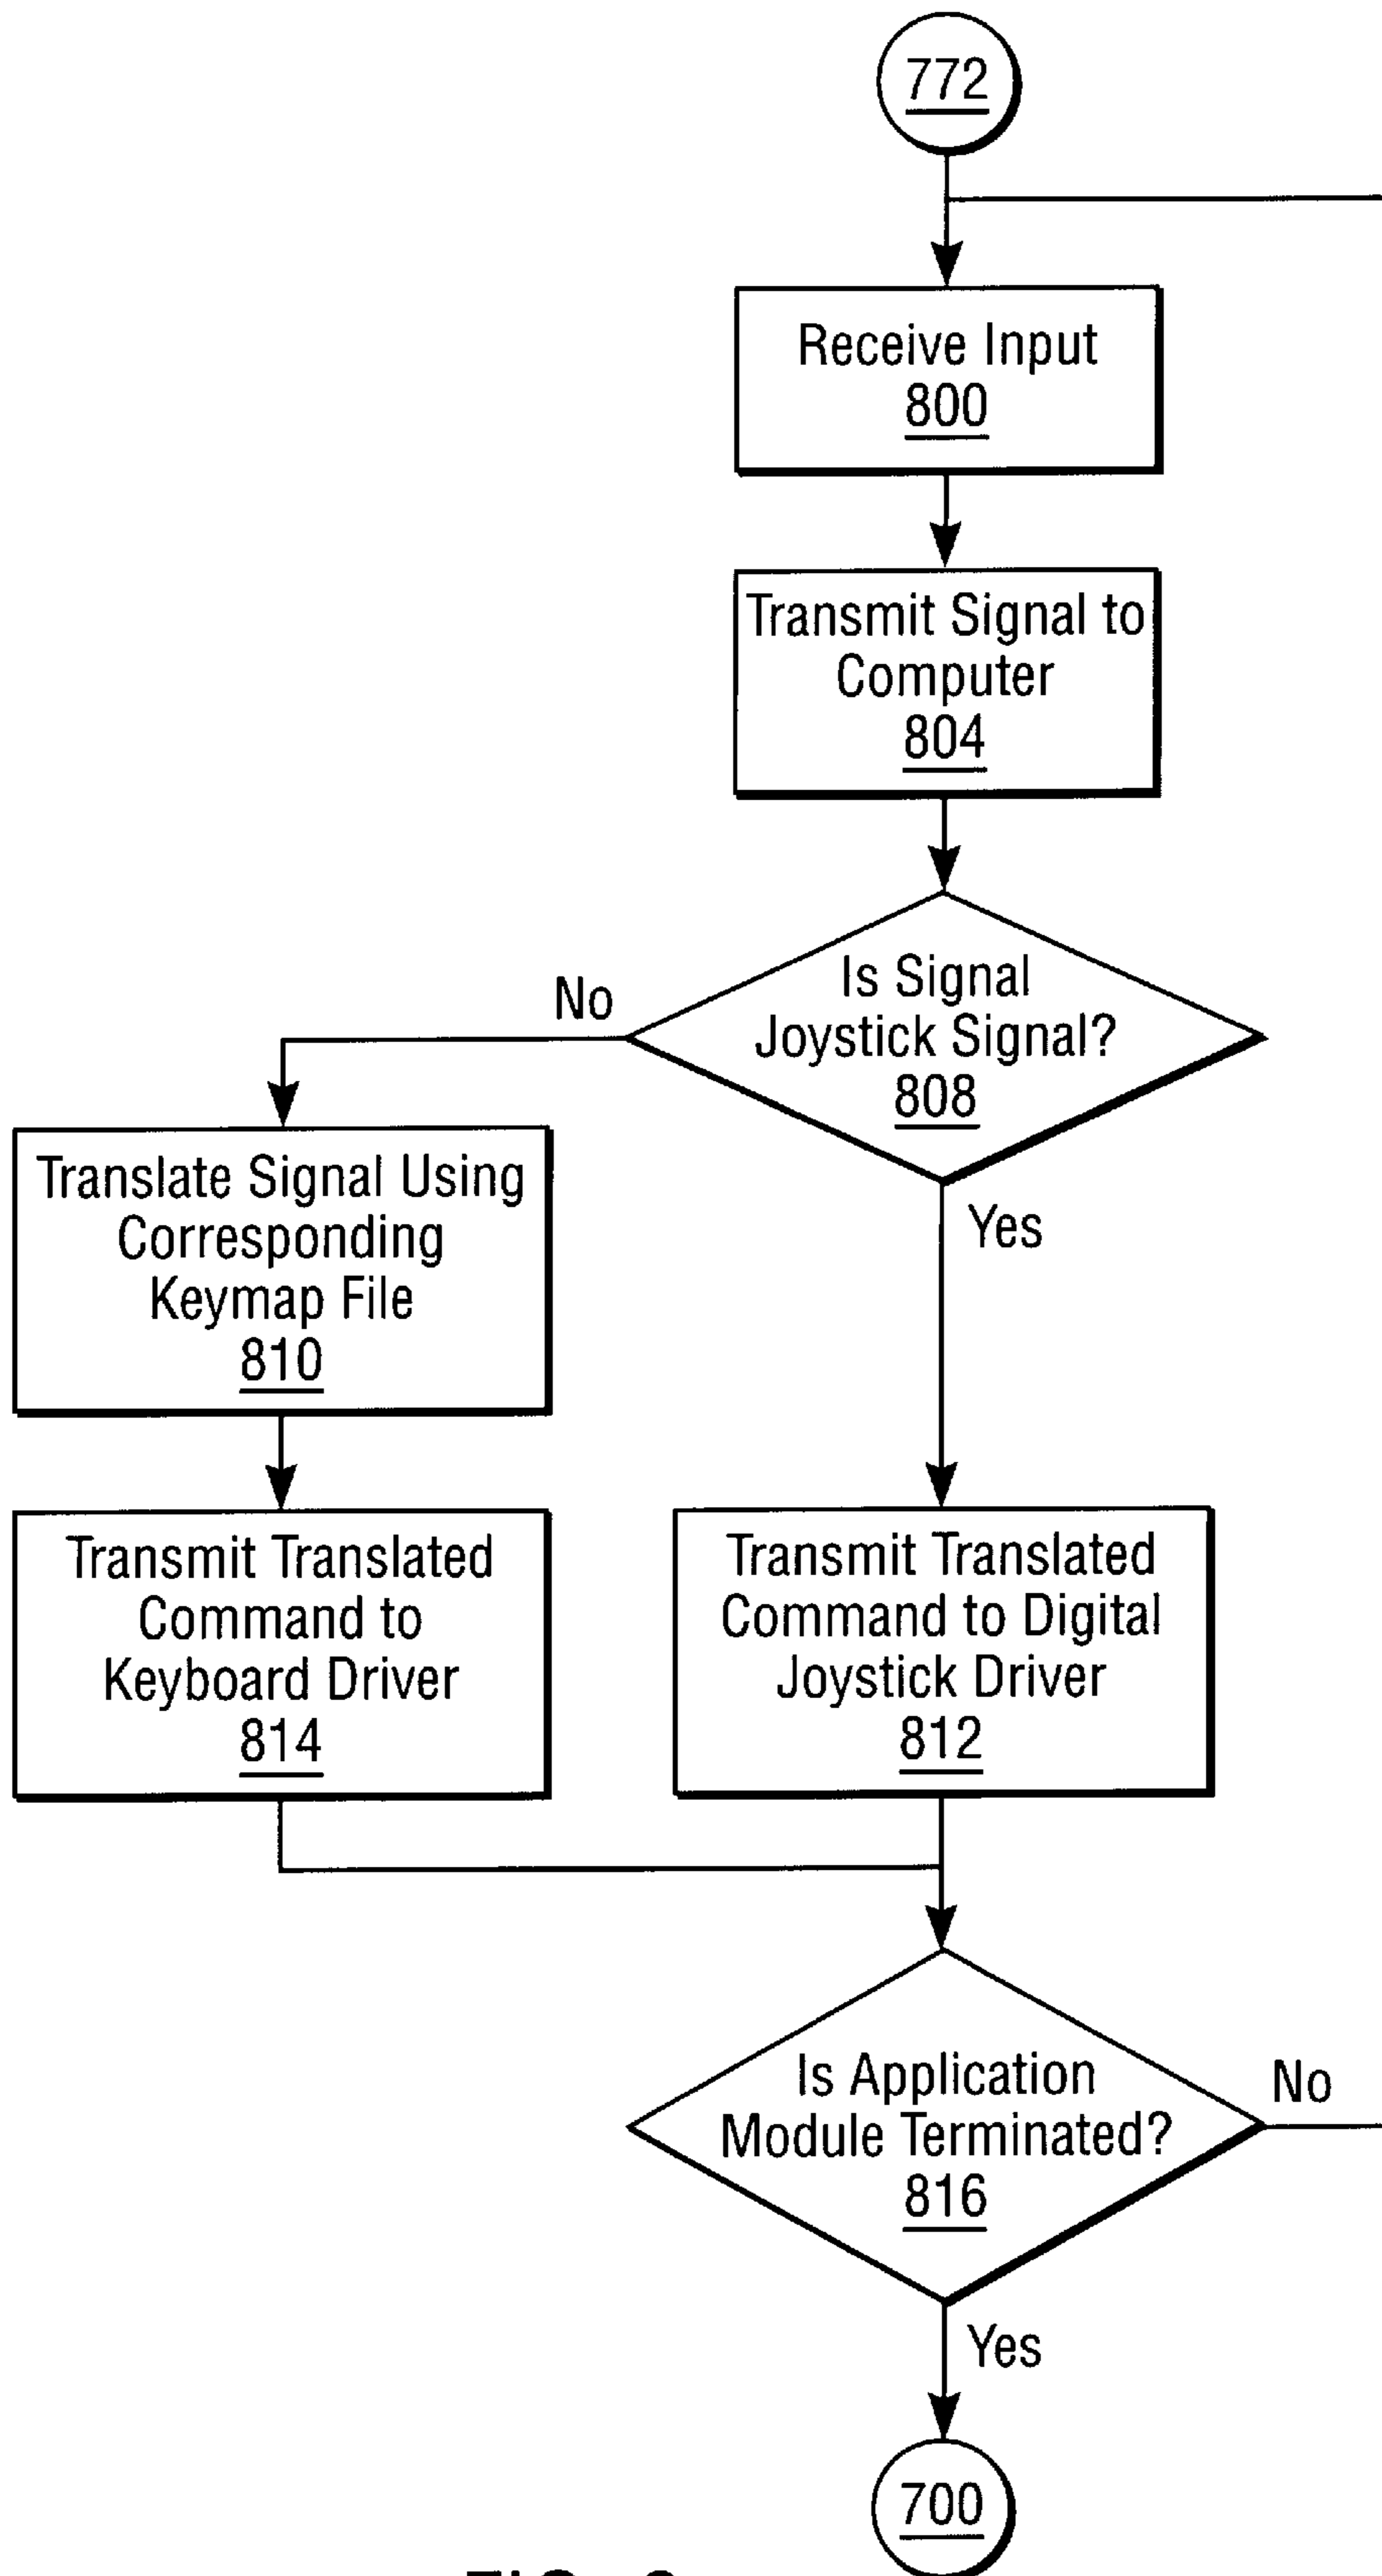 772
Receive Input
800
Transmit Signal to
Computer
804
Is Signal
Joystick Signal?
808
No
Yes
Translate Signal Using
Corresponding
Keymap File
810
Transmit Translated
Command to
Keyboard Driver
814
Transmit Translated
Command to Digital
Joystick Driver
812
Is Application
Module Terminated?
816
No
Yes
700